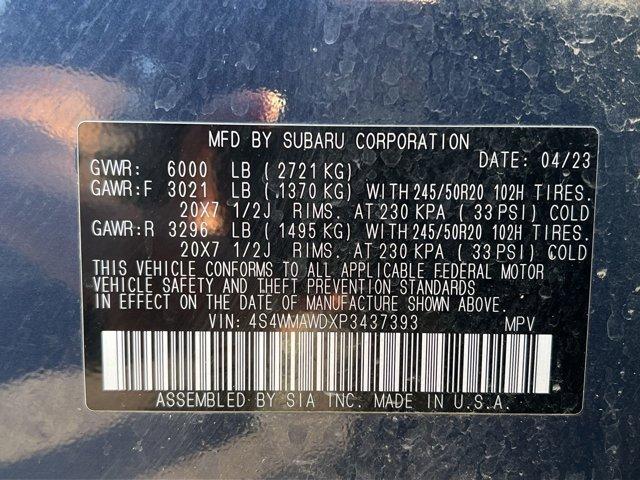 MFD BY SUBARU CORPORATION
DATE: 04/23
GVWR: 6000 LB ( 2721 KG)
GAWR:F 3021 LB ( 1370 KG) WITH 245/50R20 102H TIRES.
20X7 1/2J RIMS. AT 230 KPA ( 33 PSI) COLD
GAWR:R 3296 LB ( 1495 KG) WITH 245/50R20 102H TIRES.
20X7 1/2J RIMS. AT 230 KPA ( 33 PSI) COLD
THIS VEHICLE CONFORMS TO ALL APPLICABLE FEDERAL MOTOR
VEHICLE SAFETY AND THEFT PREVENTION STANDARDS
IN EFFECT ON THE DATE OF MANUFACTURE SHOWN ABOVE.
VIN: 4S4WMAWDXP3437393 MPV
ASSEMBLED BY SIA INC. MADE IN U.S.A.